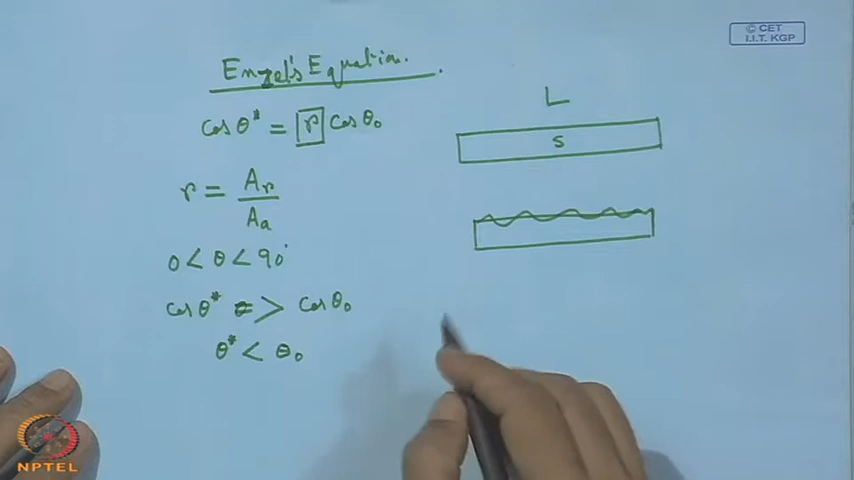 © CET
I.I.T. KGP
Enzel's Equation.
cos θ* = r cos θ₀
L
S
r = Aᵣ / Aₐ
0 < θ < 90°
cos θ* > cos θ₀
θ* < θ₀
NPTEL